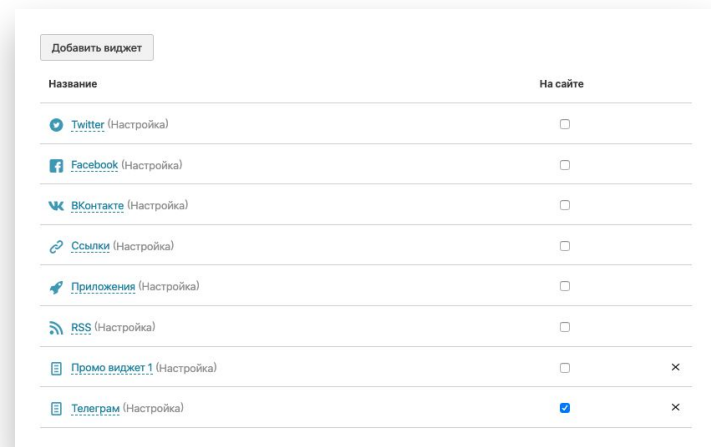 Добавить виджет
Название На сайте
Twitter (Настройка)
Facebook (Настройка)
ВКонтакте (Настройка)
Ссылки (Настройка)
Приложения (Настройка)
RSS (Настройка)
Промо виджет 1 (Настройка)
Телеграм (Настройка)